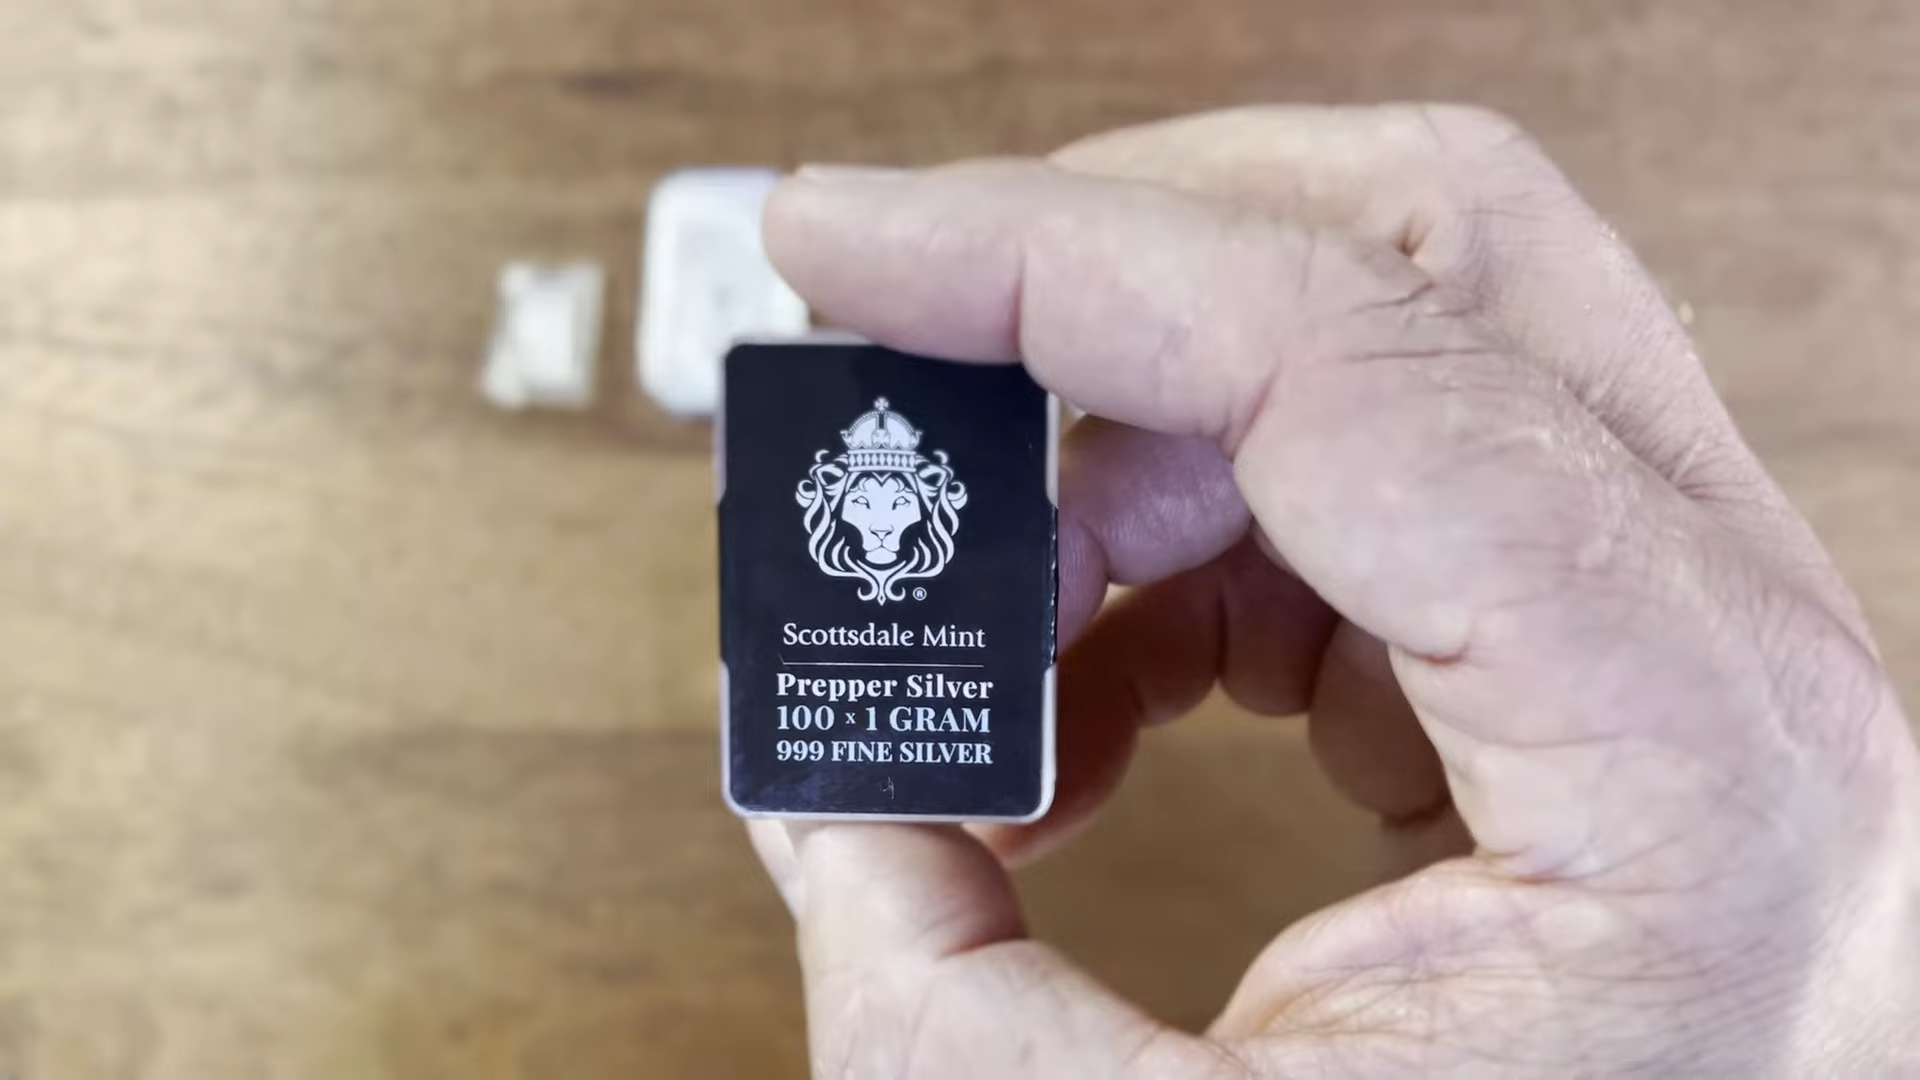 ®
Scottsdale Mint
Prepper Silver
100 x 1 GRAM
999 FINE SILVER